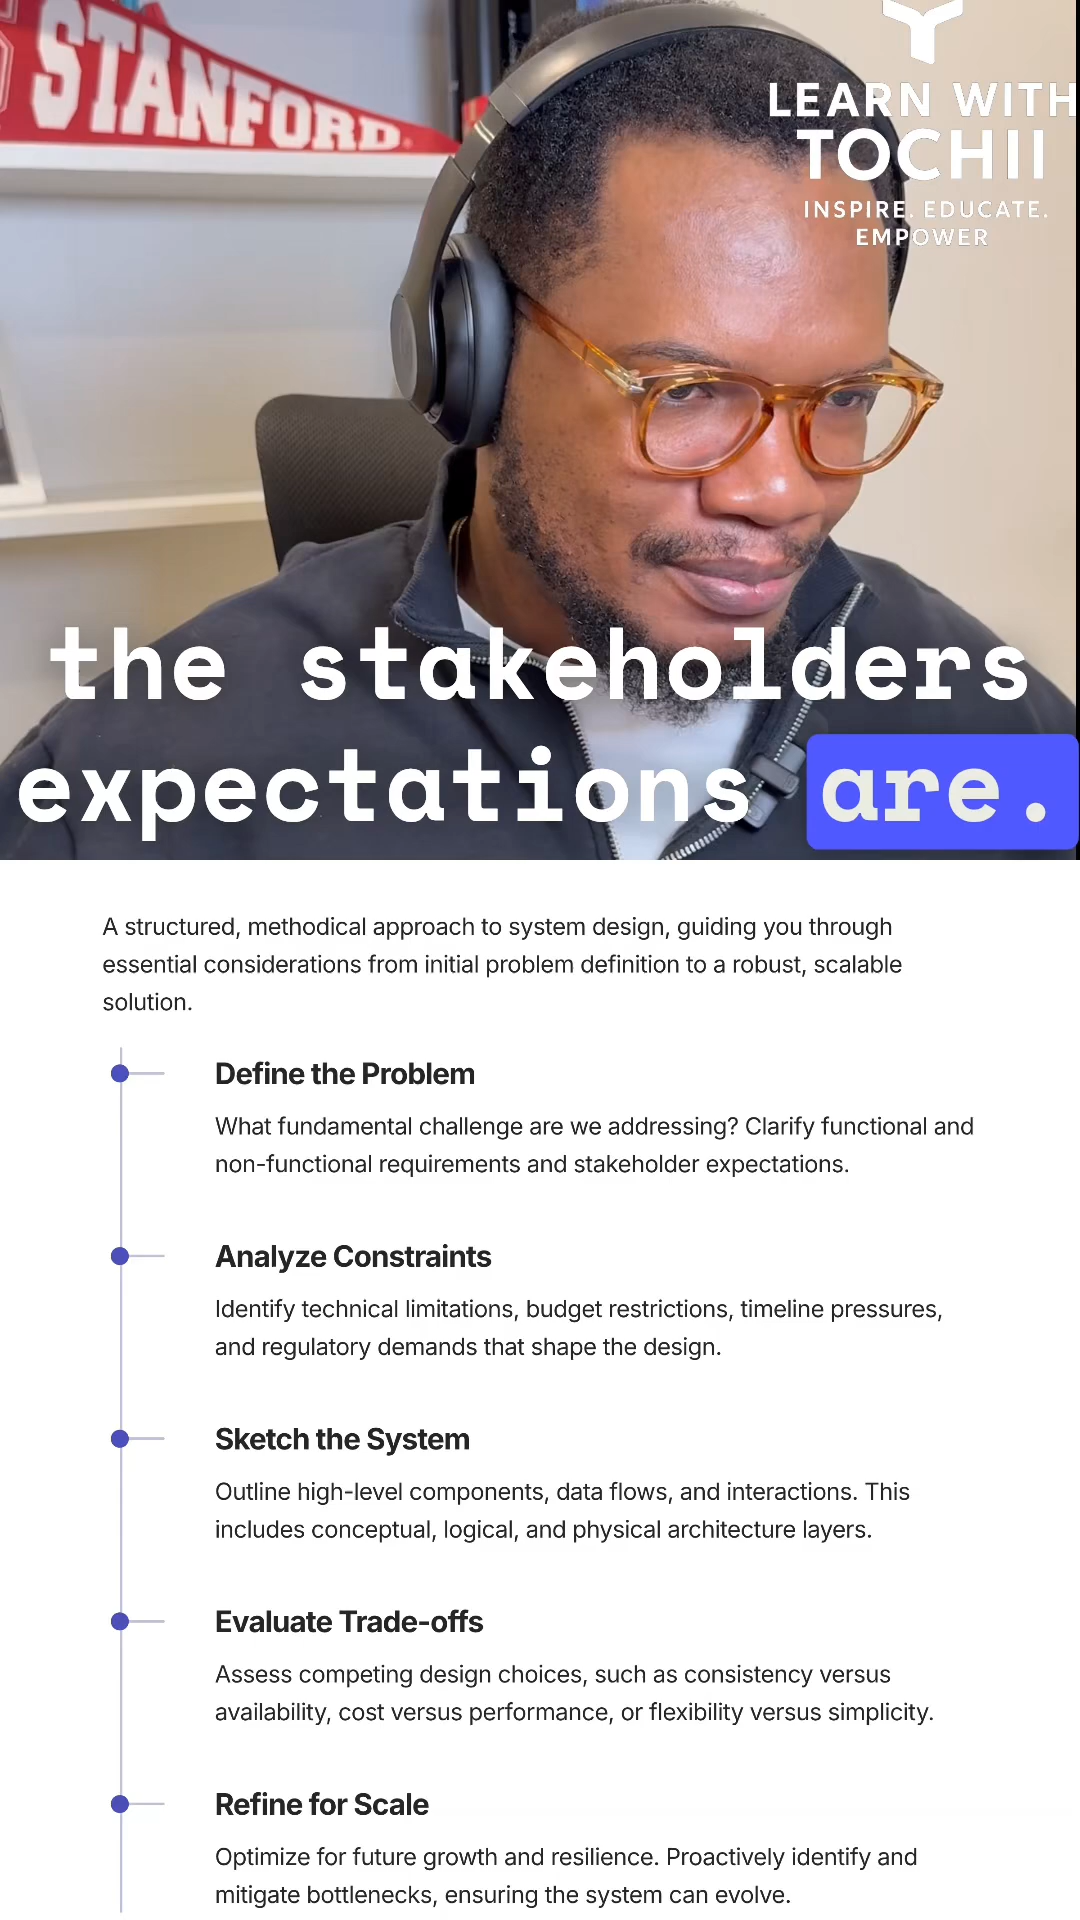 STANFORD
LEARN WITH
TOCHII
INSPIRE. EDUCATE.
EMPOWER
the stakeholders
expectations are.
A structured, methodical approach to system design, guiding you through
essential considerations from initial problem definition to a robust, scalable
solution.
Define the Problem
What fundamental challenge are we addressing? Clarify functional and
non-functional requirements and stakeholder expectations.
Analyze Constraints
Identify technical limitations, budget restrictions, timeline pressures,
and regulatory demands that shape the design.
Sketch the System
Outline high-level components, data flows, and interactions. This
includes conceptual, logical, and physical architecture layers.
Evaluate Trade-offs
Assess competing design choices, such as consistency versus
availability, cost versus performance, or flexibility versus simplicity.
Refine for Scale
Optimize for future growth and resilience. Proactively identify and
mitigate bottlenecks, ensuring the system can evolve.